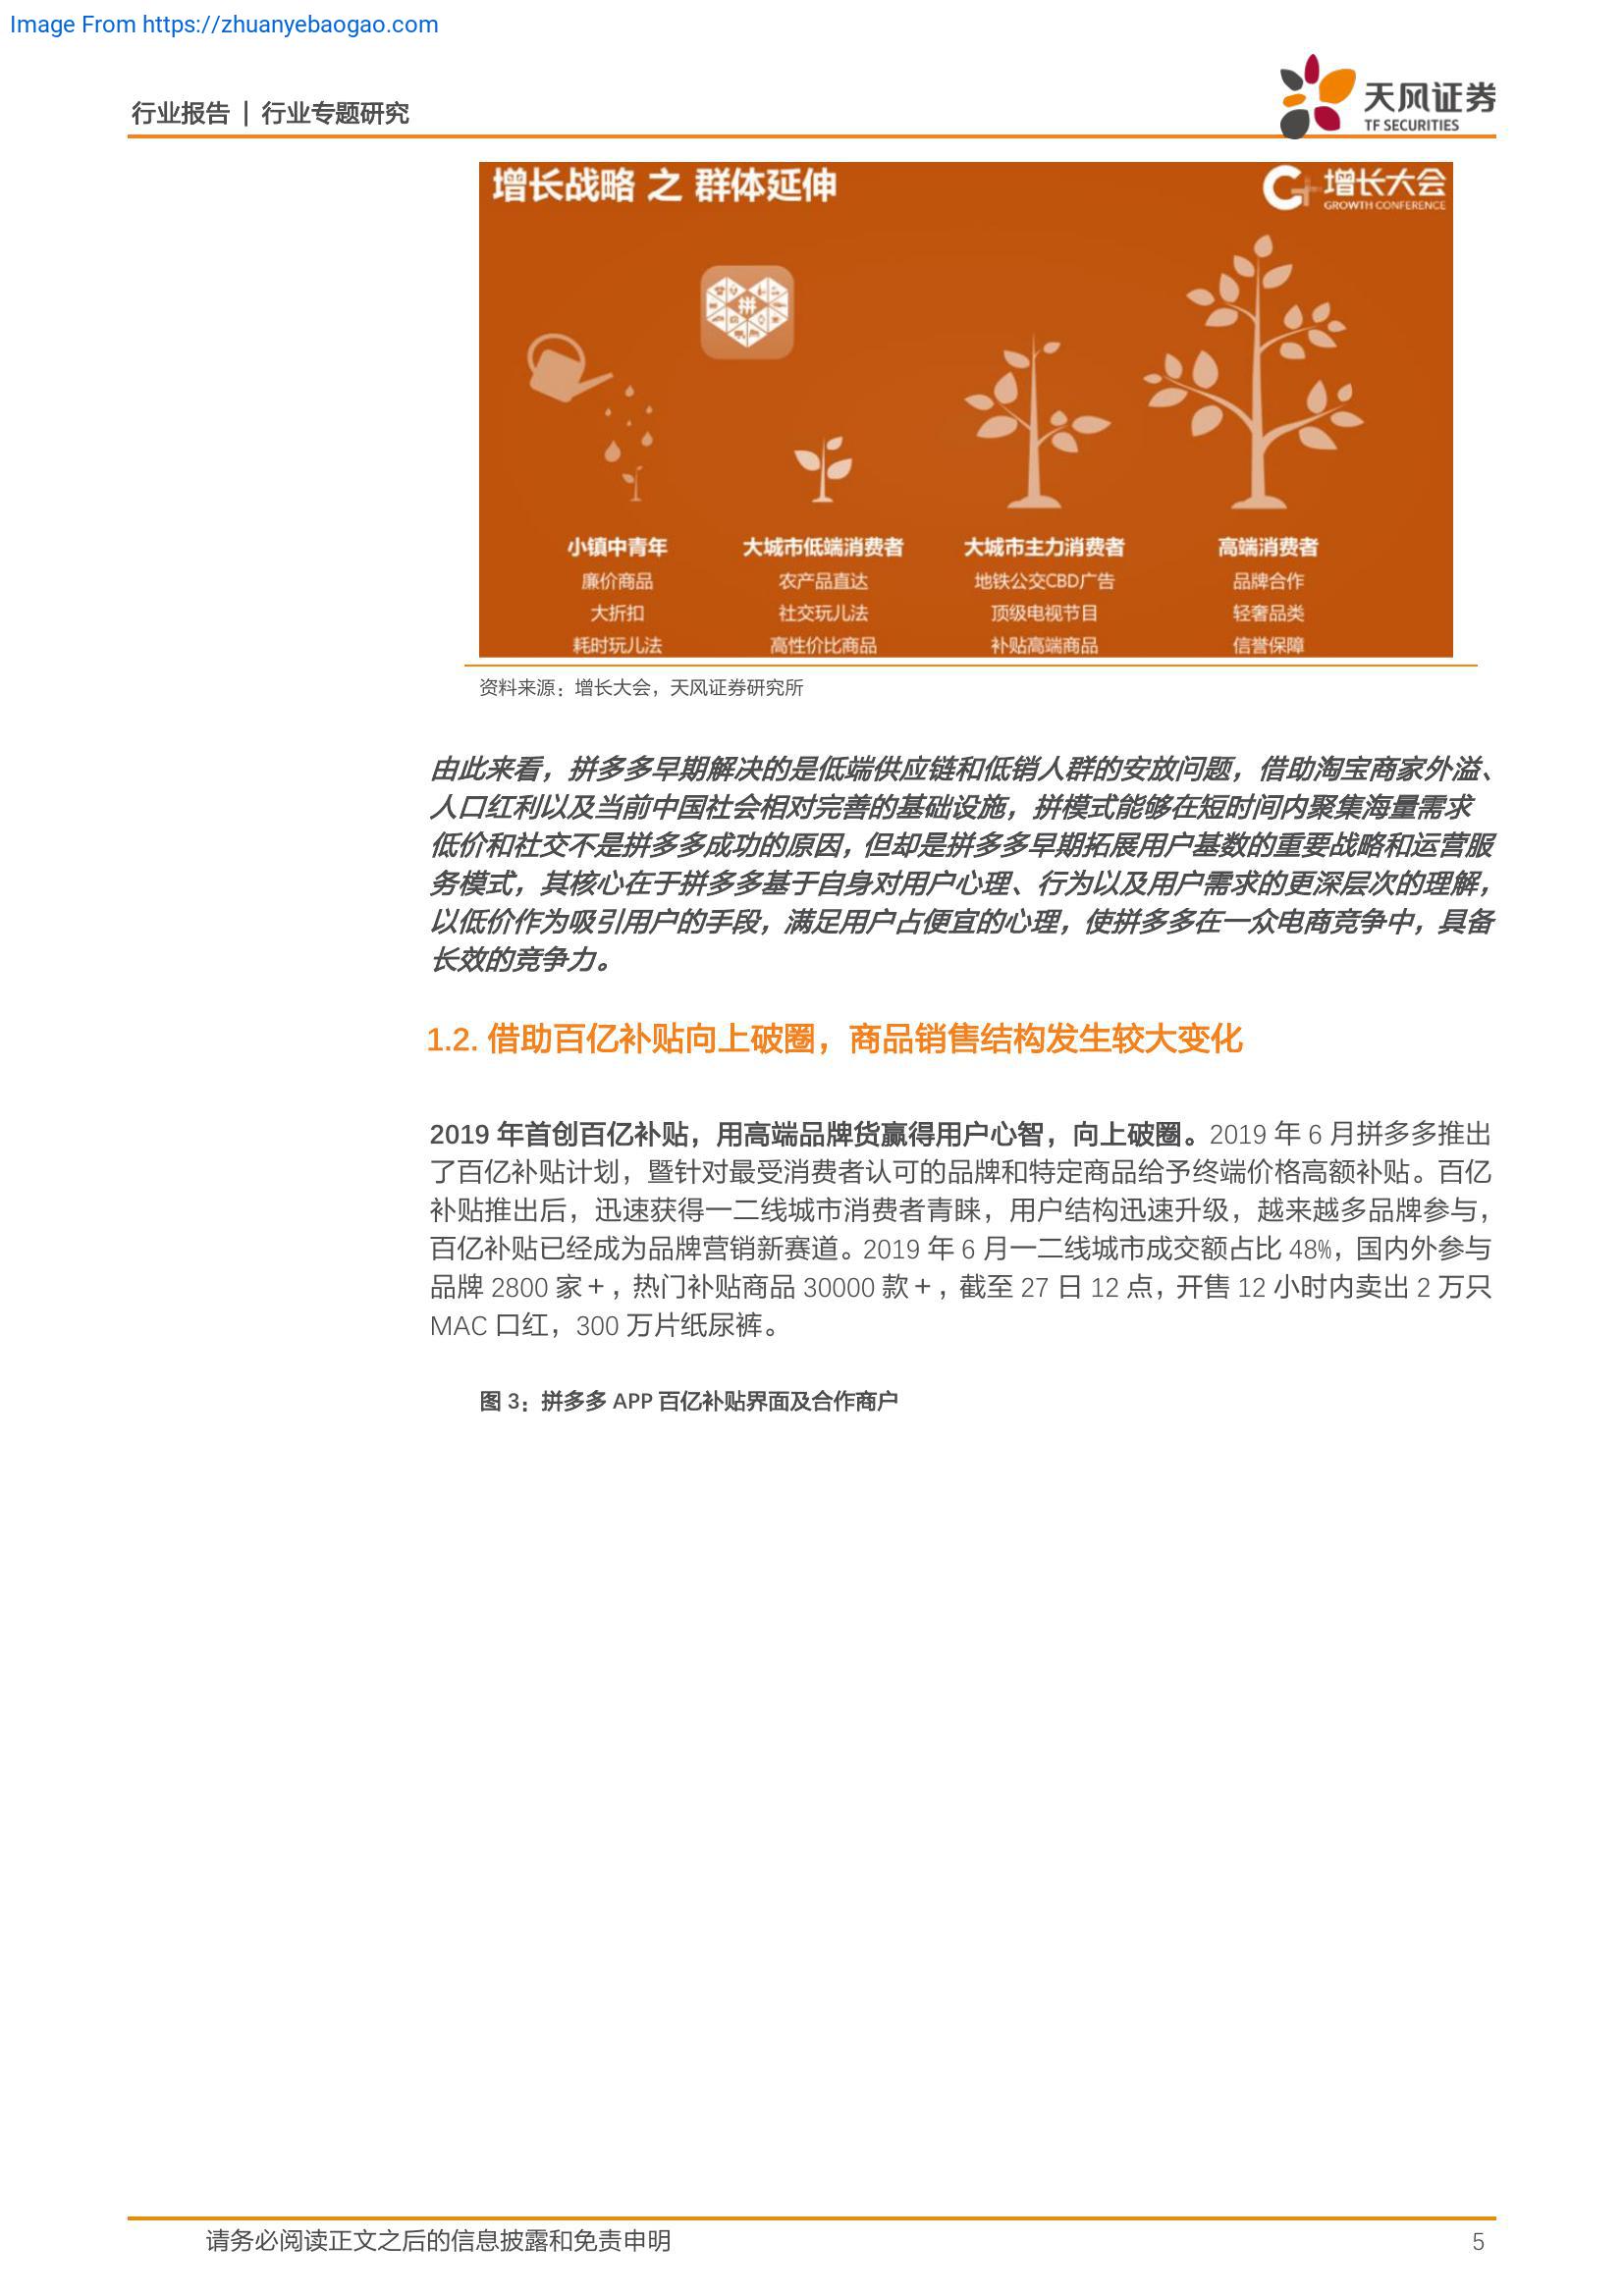 Image From https://zhuanyebaogao.com
行业报告 | 行业专题研究
天风证券
TF SECURITIES
增长战略 之 群体延伸
G+ 增长大会
GROWTH CONFERENCE
拼
小镇中青年 大城市低端消费者 大城市主力消费者 高端消费者
廉价商品 农产品直达 地铁公交CBD广告 品牌合作
大折扣 社交玩儿法 顶级电视节目 轻奢品类
耗时玩儿法 高性价比商品 补贴高端商品 信誉保障
资料来源：增长大会，天风证券研究所
由此来看，拼多多早期解决的是低端供应链和低销人群的安放问题，借助淘宝商家外溢、
人口红利以及当前中国社会相对完善的基础设施，拼模式能够在短时间内聚集海量需求
低价和社交不是拼多多成功的原因，但却是拼多多早期拓展用户基数的重要战略和运营服
务模式，其核心在于拼多多基于自身对用户心理、行为以及用户需求的更深层次的理解，
以低价作为吸引用户的手段，满足用户占便宜的心理，使拼多多在一众电商竞争中，具备
长效的竞争力。
1.2. 借助百亿补贴向上破圈，商品销售结构发生较大变化
2019 年首创百亿补贴，用高端品牌货赢得用户心智，向上破圈。2019 年 6 月拼多多推出
了百亿补贴计划，暨针对最受消费者认可的品牌和特定商品给予终端价格高额补贴。百亿
补贴推出后，迅速获得一二线城市消费者青睐，用户结构迅速升级，越来越多品牌参与，
百亿补贴已经成为品牌营销新赛道。2019 年 6 月一二线城市成交额占比 48%，国内外参与
品牌 2800 家＋，热门补贴商品 30000 款＋，截至 27 日 12 点，开售 12 小时内卖出 2 万只
MAC 口红，300 万片纸尿裤。
图 3：拼多多 APP 百亿补贴界面及合作商户
请务必阅读正文之后的信息披露和免责申明 5